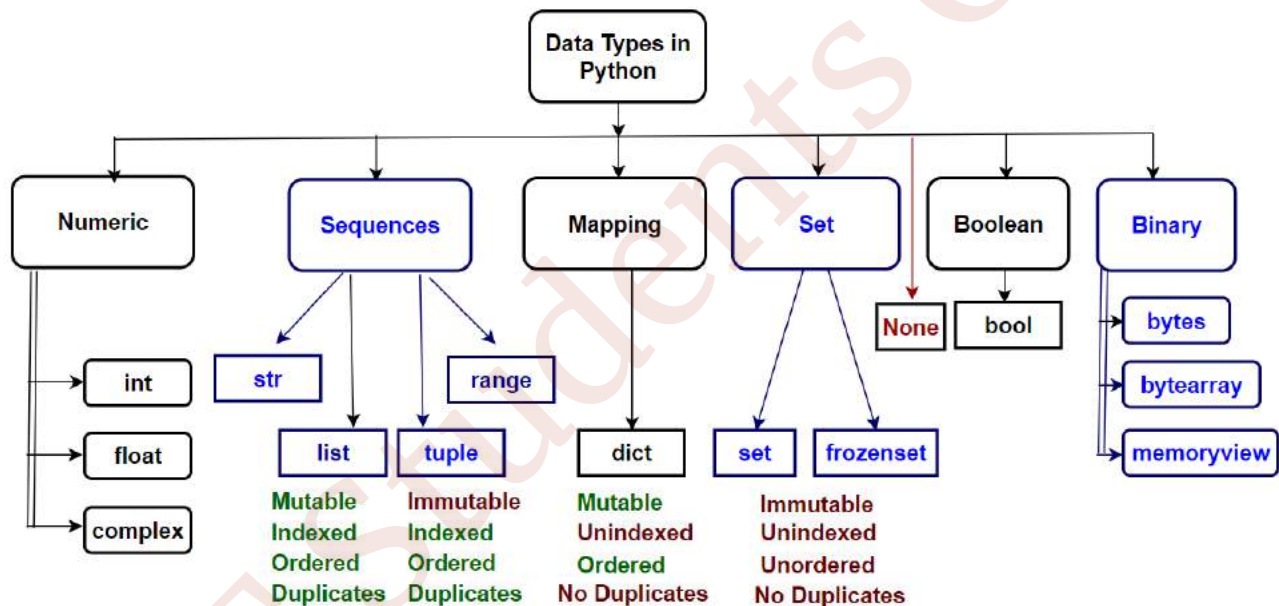 Data Types in
Python
Numeric
Sequences
Mapping
Set
Boolean
Binary
None
bool
bytes
str
range
int
bytearray
list
tuple
dict
set
frozenset
float
memoryview
complex
Mutable
Indexed
Ordered
Duplicates
Immutable
Indexed
Ordered
Duplicates
Mutable
Unindexed
Ordered
No Duplicates
Immutable
Unindexed
Unordered
No Duplicates
Students